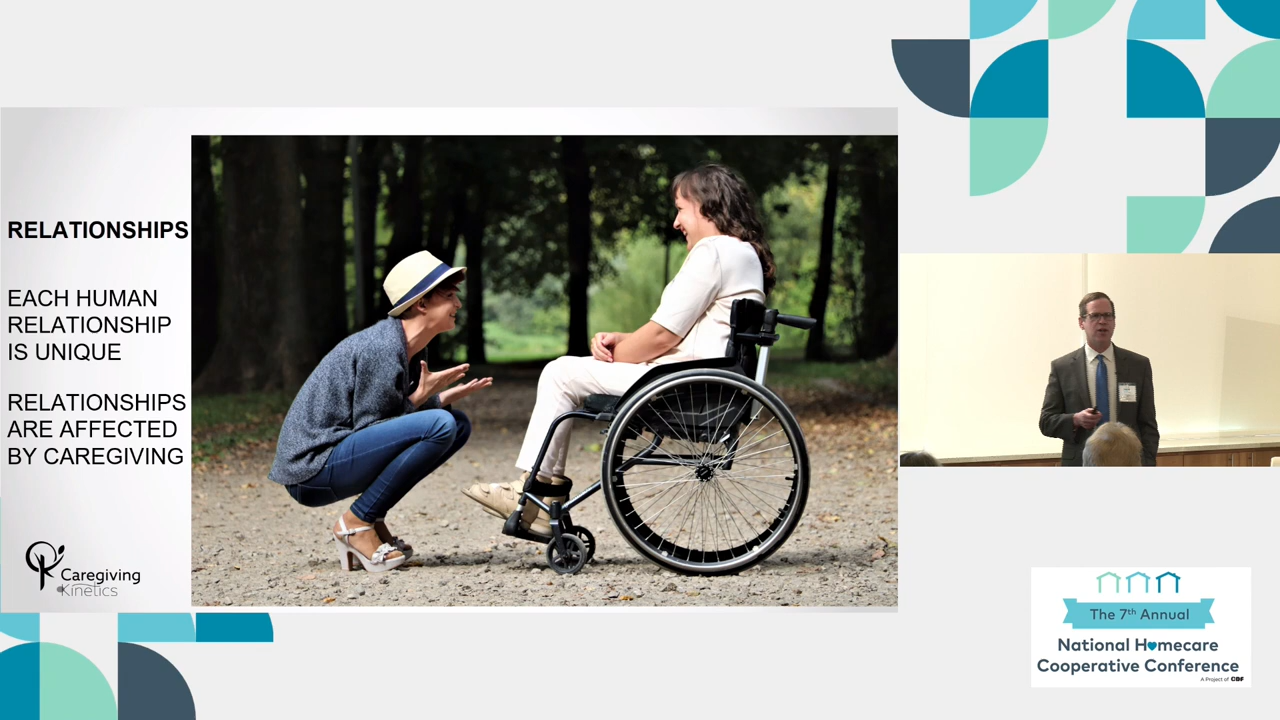 RELATIONSHIPS
EACH HUMAN
RELATIONSHIP
IS UNIQUE
RELATIONSHIPS
ARE AFFECTED
BY CAREGIVING
Caregiving
Kinetics
The 7th Annual
National Homecare
Cooperative Conference
A Project of CDF